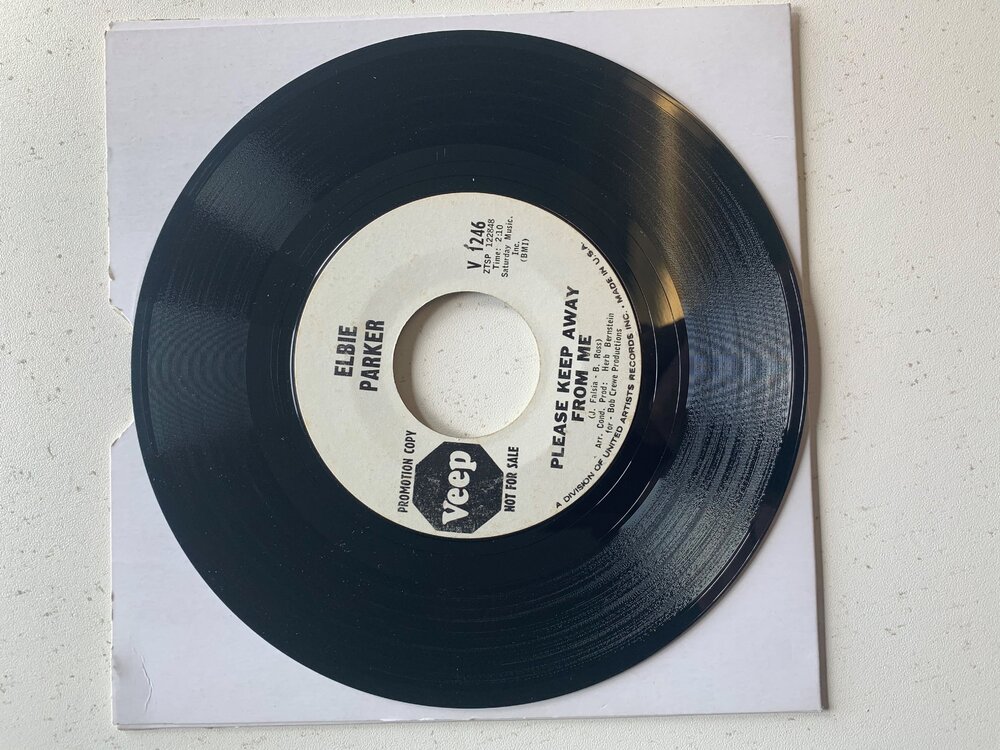 ELBIE
PARKER
PROMOTION COPY
Veep
NOT FOR SALE
V 1246
ZTSP 122848
Time: 2:10
Saturday Music,
Inc.
(BMI)
PLEASE KEEP AWAY
FROM ME
(J. Falsia - B. Ross)
Arr. Cond. Prod.: Herb Bernstein
for - Bob Crewe Productions
A DIVISION OF UNITED ARTISTS RECORDS INC. • MADE IN U.S.A.